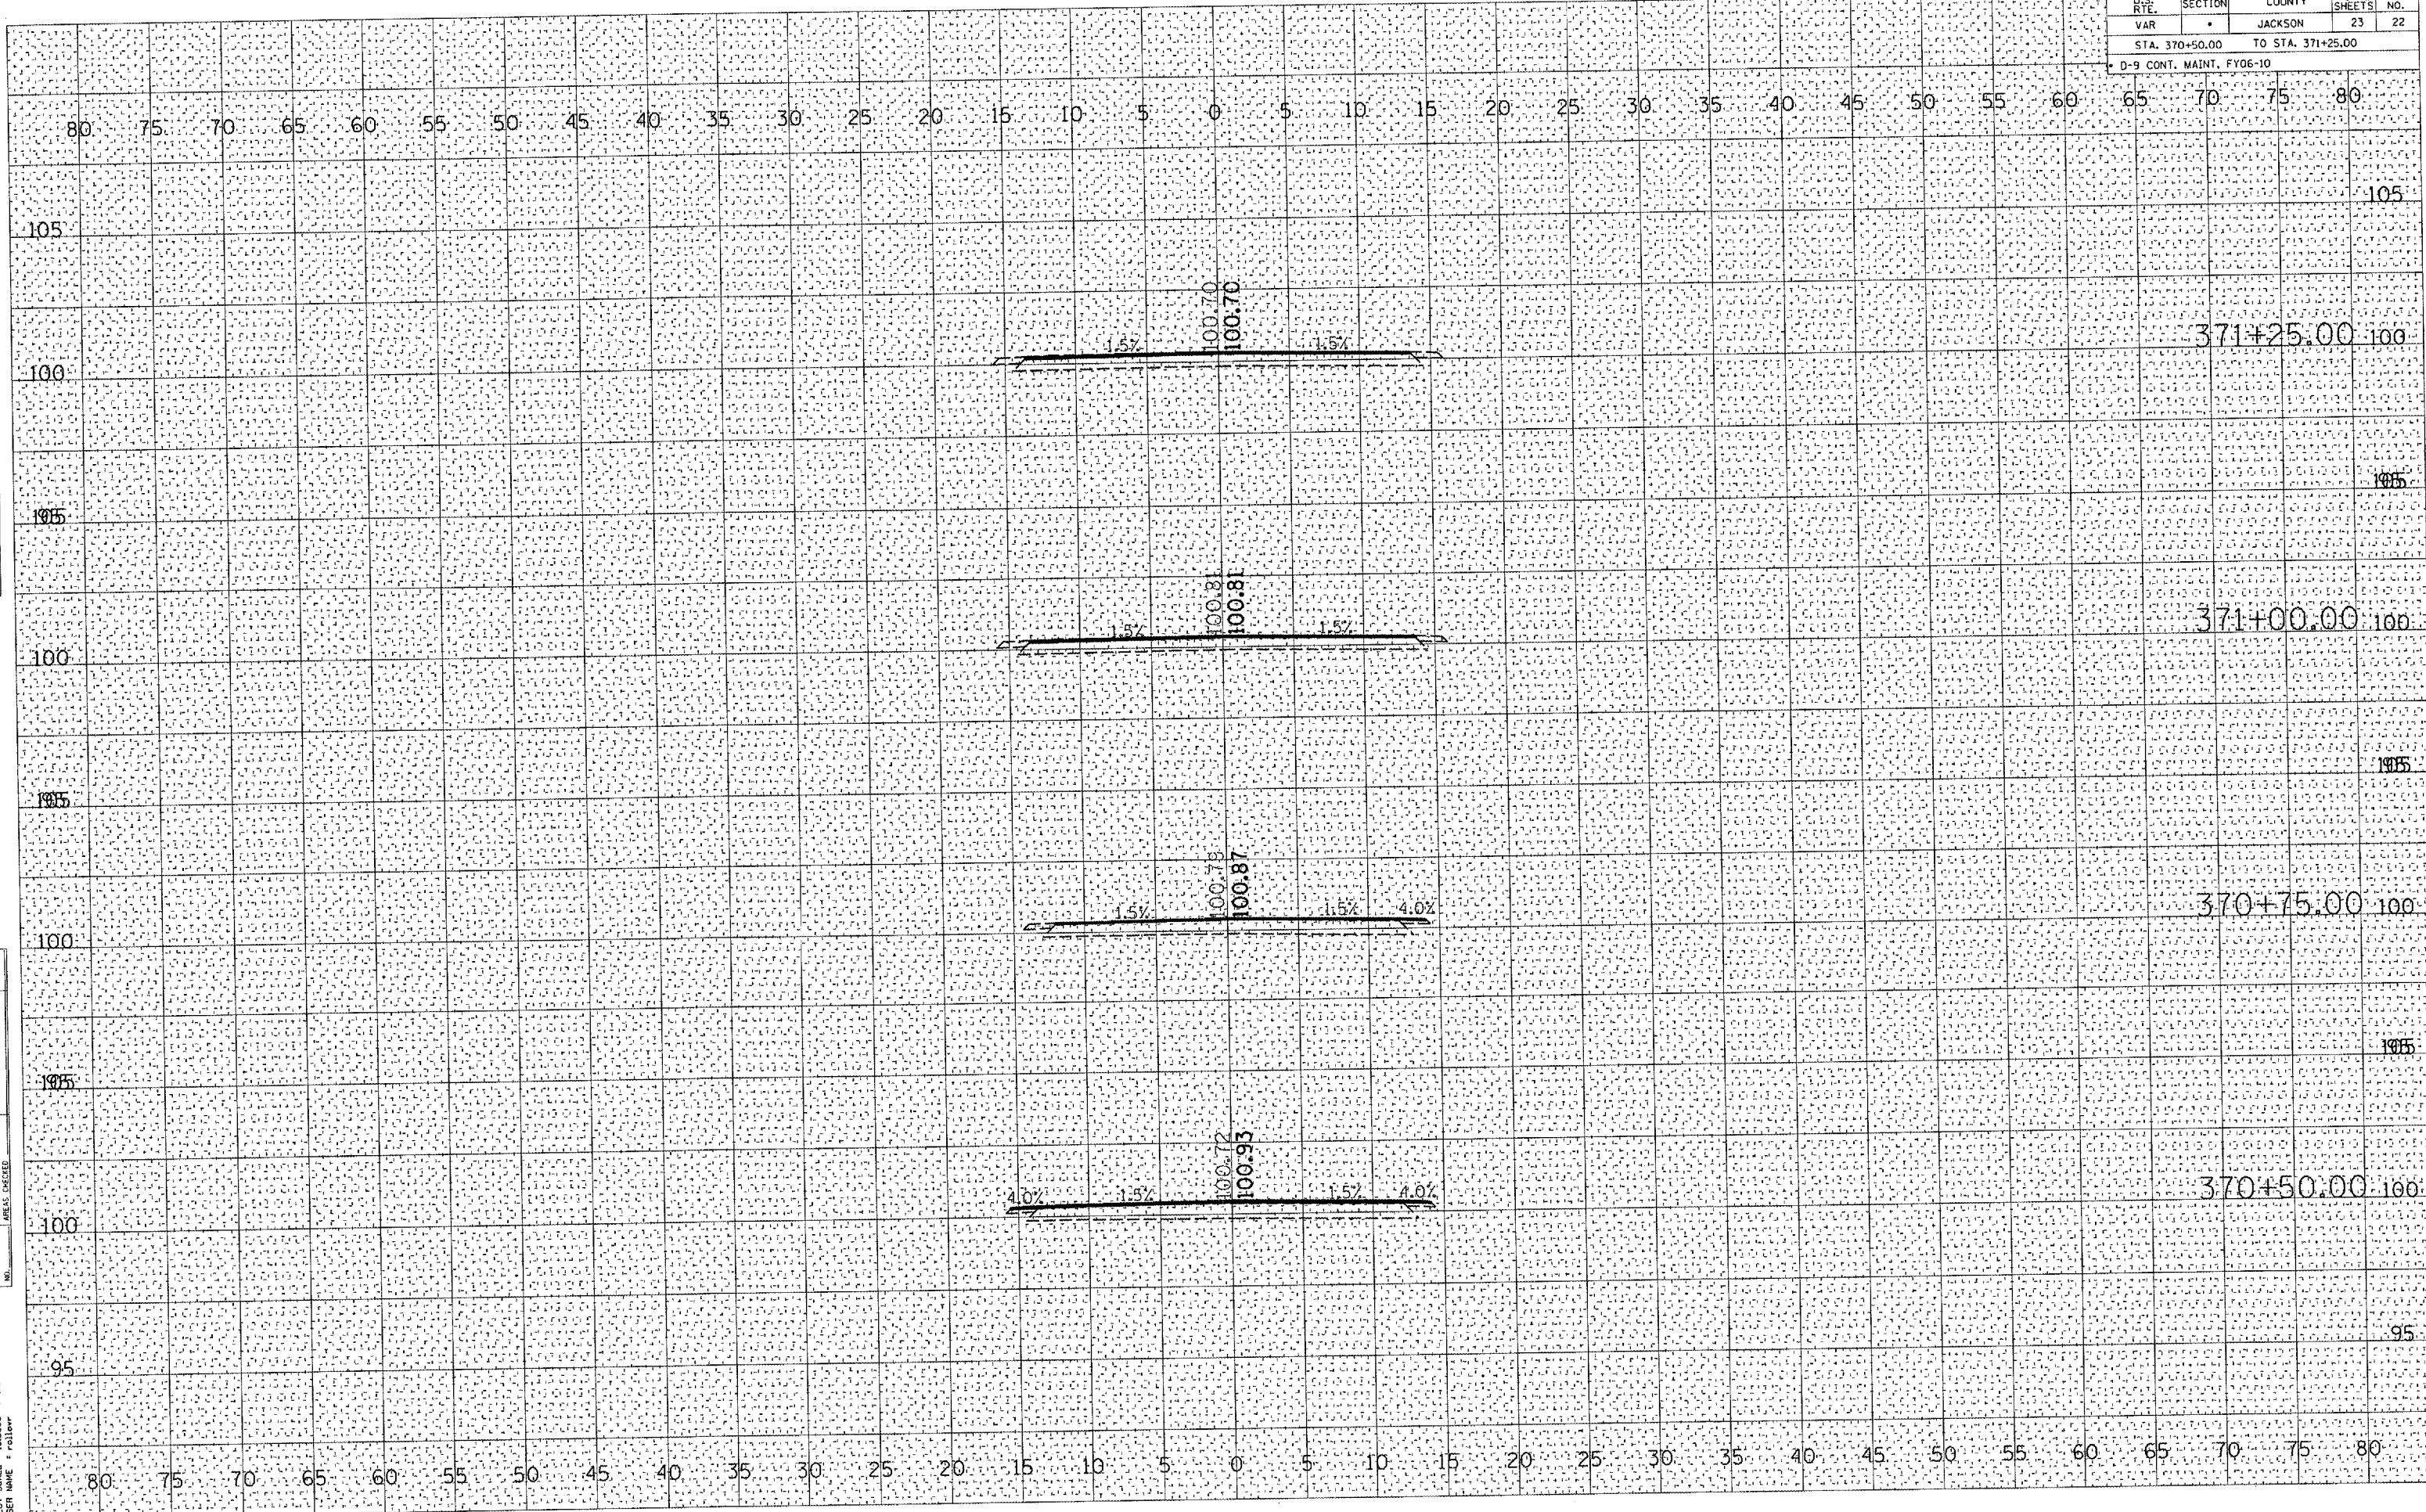 RTE. SECTION COUNTY SHEETS NO.
VAR • JACKSON 23 22
STA. 370+50.00 TO STA. 371+25.00
• D-9 CONT. MAINT. FY06-10
80 75 70 65 60 55 50 45 40 35 30 25 20 15 10 5 0 5 10 15 20 25 30 35 40 45 50 55 60 65 70 75 80
105 105
100.70 100.70
1.5% 1.5%
371+25.00 100
100
100.81 100.81
1.5% 1.5%
371+00.00 100
100
100.79 100.87
1.5% 1.5% 4.0%
370+75.00 100
100
100.72 100.93
4.0% 1.5% 1.5% 4.0%
370+50.00 100
100
95 95
80 75 70 65 60 55 50 45 40 35 30 25 20 15 10 5 0 5 10 15 20 25 30 35 40 45 50 55 60 65 70 75 80
NO. AREAS CHECKED